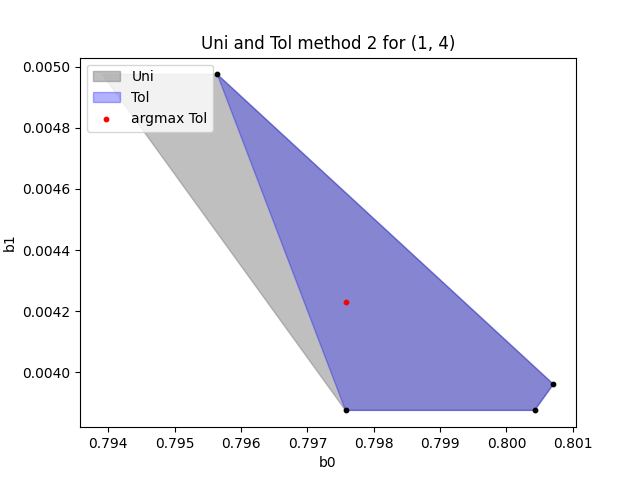 Uni and Tol method 2 for (1, 4)
Uni
Tol
argmax Tol
b1
0.0050
0.0048
0.0046
0.0044
0.0042
0.0040
0.794 0.795 0.796 0.797 0.798 0.799 0.800 0.801
b0